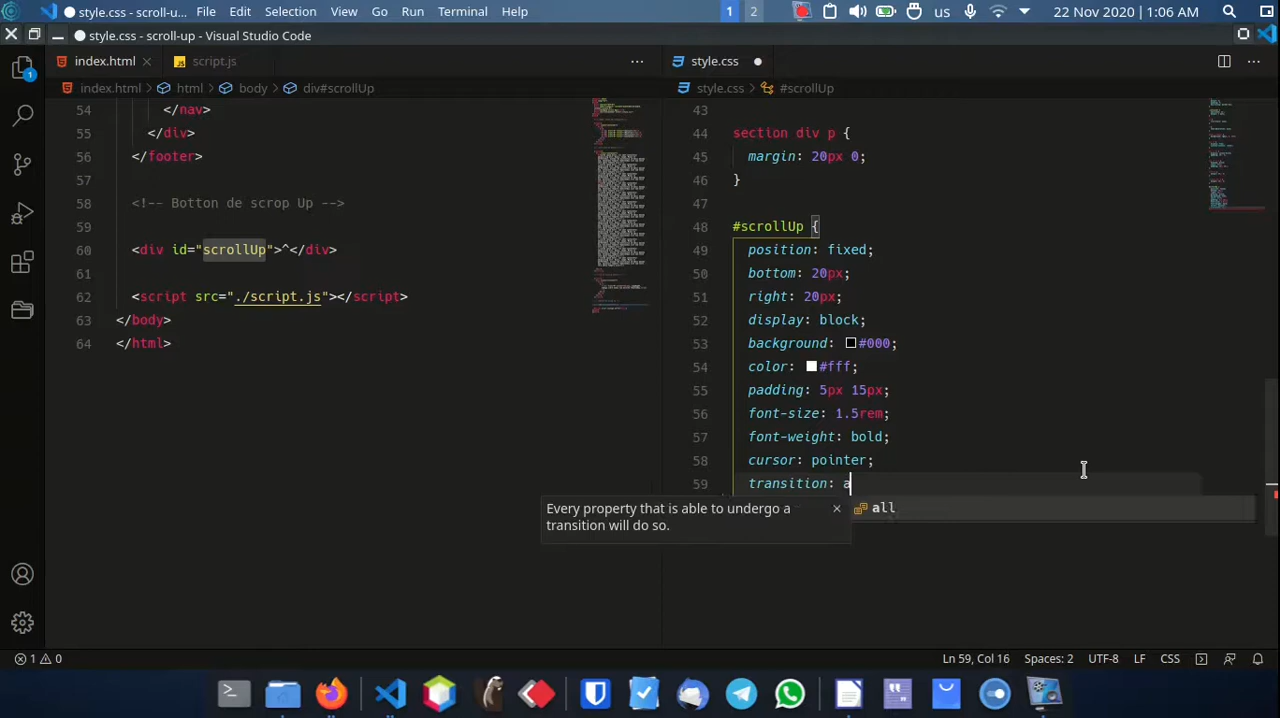 style.css - scroll-u... File Edit Selection View Go Run Terminal Help 1 2 us 22 Nov 2020 | 1:06 AM
style.css - scroll-up - Visual Studio Code
index.html script.js ...
index.html html body div#scrollUp
54 </nav>
55 </div>
56 </footer>
57
58 <!-- Botton de scrop Up -->
59
60 <div id="scrollUp">^</div>
61
62 <script src="./script.js"></script>
63 </body>
64 </html>
style.css ...
style.css #scrollUp
43
44 section div p {
45 margin: 20px 0;
46 }
47
48 #scrollUp {
49 position: fixed;
50 bottom: 20px;
51 right: 20px;
52 display: block;
53 background: #000;
54 color: #fff;
55 padding: 5px 15px;
56 font-size: 1.5rem;
57 font-weight: bold;
58 cursor: pointer;
59 transition: a
all
Every property that is able to undergo a
transition will do so.
1
1 0 Ln 59, Col 16 Spaces: 2 UTF-8 LF CSS